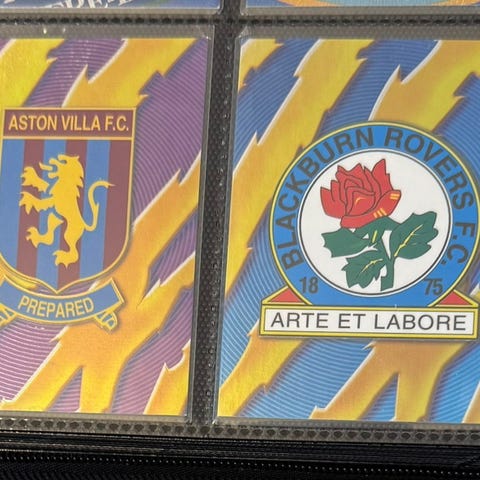 ASTON VILLA F.C.
PREPARED
BLACKBURN ROVERS F.C.
18 75
ARTE ET LABORE